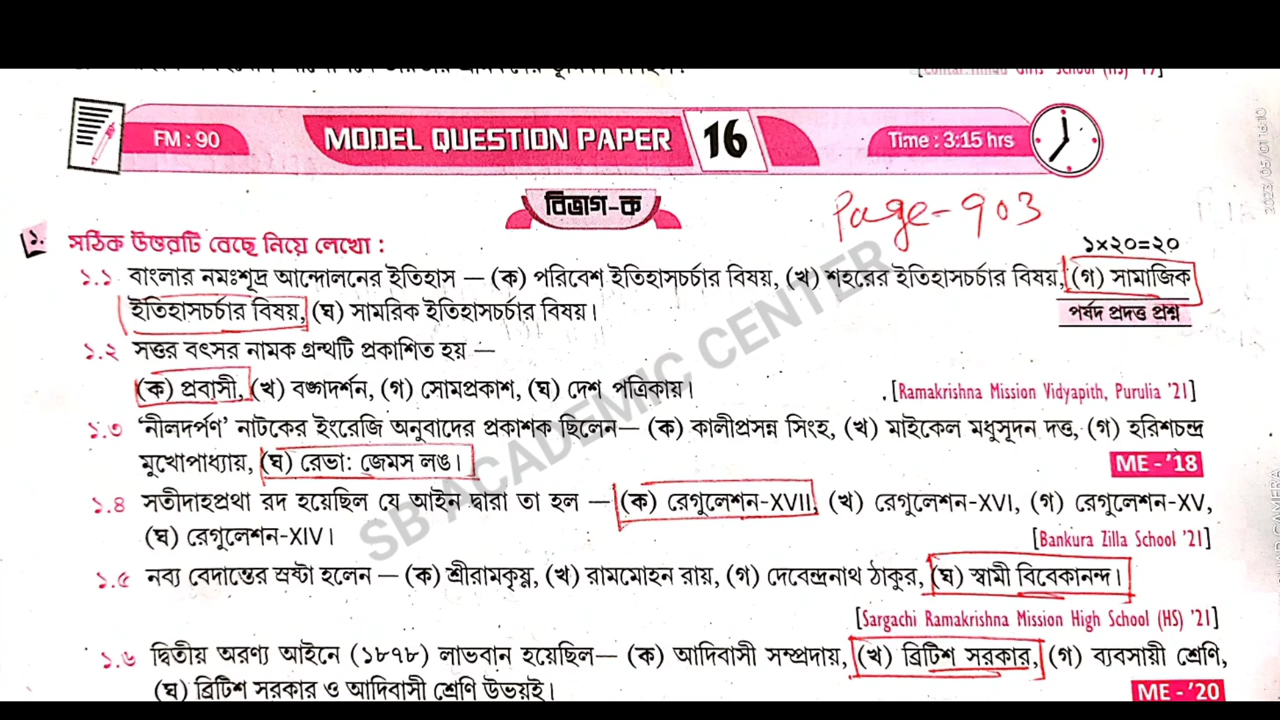 FM : 90
MODEL QUESTION PAPER 16
Time : 3:15 hrs
বিভাগ-ক
Page-903
১. সঠিক উত্তরটি বেছে নিয়ে লেখো :
১×২০=২০
১.১ বাংলার নমঃশূদ্র আন্দোলনের ইতিহাস — (ক) পরিবেশ ইতিহাসচর্চার বিষয়, (খ) শহরের ইতিহাসচর্চার বিষয়, (গ) সামাজিক
ইতিহাসচর্চার বিষয়, (ঘ) সামরিক ইতিহাসচর্চার বিষয়।
পর্ষদ প্রদত্ত প্রশ্ন
১.২ সত্তর বৎসর নামক গ্রন্থটি প্রকাশিত হয় —
(ক) প্রবাসী, (খ) বঙ্গদর্শন, (গ) সোমপ্রকাশ, (ঘ) দেশ পত্রিকায়।
[Ramakrishna Mission Vidyapith, Purulia '21]
১.৩ 'নীলদর্পণ' নাটকের ইংরেজি অনুবাদের প্রকাশক ছিলেন— (ক) কালীপ্রসন্ন সিংহ, (খ) মাইকেল মধুসূদন দত্ত, (গ) হরিশচন্দ্র
মুখোপাধ্যায়, (ঘ) রেভা: জেমস লঙ।
ME - '18
১.৪ সতীদাহপ্রথা রদ হয়েছিল যে আইন দ্বারা তা হল — (ক) রেগুলেশন-XVII, (খ) রেগুলেশন-XVI, (গ) রেগুলেশন-XV,
(ঘ) রেগুলেশন-XIV।
[Bankura Zilla School '21]
১.৫ নব্য বেদান্তের স্রষ্টা হলেন — (ক) শ্রীরামকৃষ্ণ, (খ) রামমোহন রায়, (গ) দেবেন্দ্রনাথ ঠাকুর, (ঘ) স্বামী বিবেকানন্দ।
[Sargachi Ramakrishna Mission High School (HS) '21]
১.৬ দ্বিতীয় অরণ্য আইনে (১৮৭৮) লাভবান হয়েছিল— (ক) আদিবাসী সম্প্রদায়, (খ) ব্রিটিশ সরকার, (গ) ব্যবসায়ী শ্রেণি,
(ঘ) ব্রিটিশ সরকার ও আদিবাসী শ্রেণি উভয়ই।
ME - '20
SB ACADEMIC CENTER